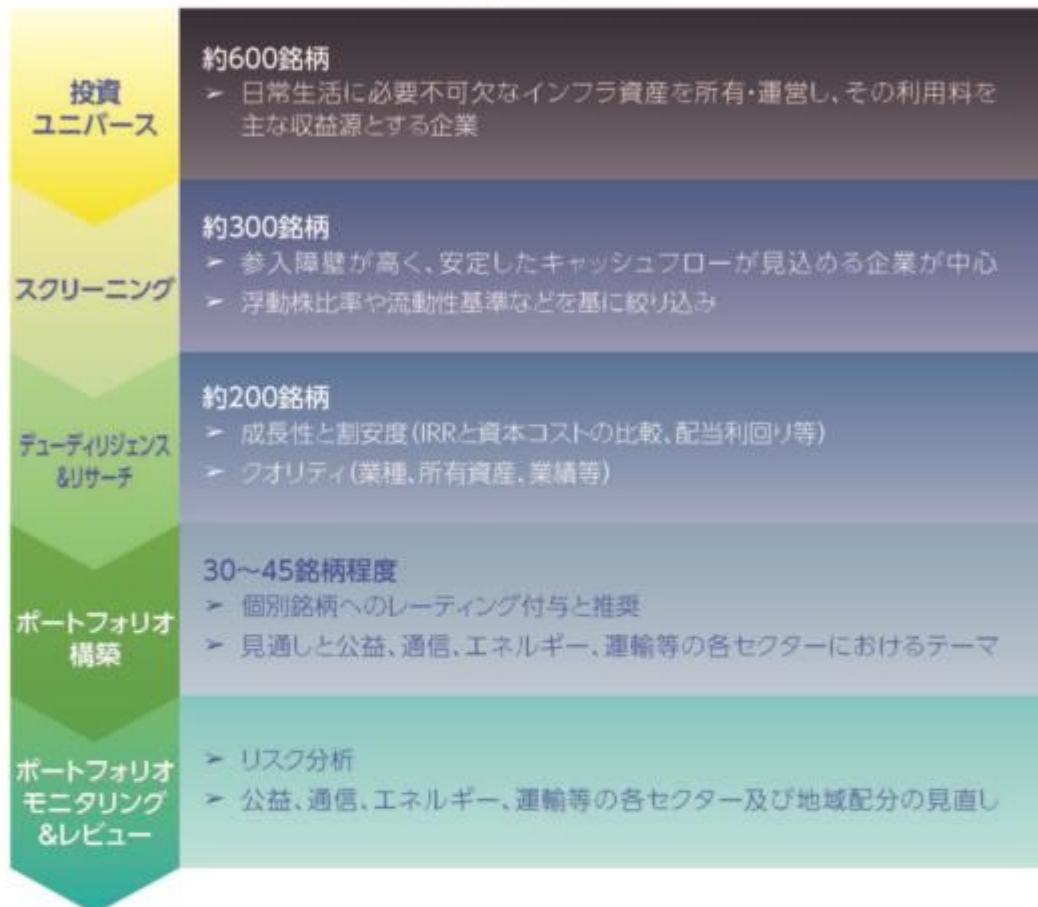 投資
ユニバース
約600銘柄
➢ 日常生活に必要不可欠なインフラ資産を所有・運営し、その利用料を
主な収益源とする企業
スクリーニング
約300銘柄
➢ 参入障壁が高く、安定したキャッシュフローが見込める企業が中心
➢ 浮動株比率や流動性基準などを基に絞り込み
デューディリジェンス
&リサーチ
約200銘柄
➢ 成長性と割安度(IRRと資本コストの比較、配当利回り等)
➢ クオリティ(業種、所有資産、業績等)
ポートフォリオ
構築
30～45銘柄程度
➢ 個別銘柄へのレーティング付与と推奨
➢ 見通しと公益、通信、エネルギー、運輸等の各セクターにおけるテーマ
ポートフォリオ
モニタリング
&レビュー
➢ リスク分析
➢ 公益、通信、エネルギー、運輸等の各セクター及び地域配分の見直し